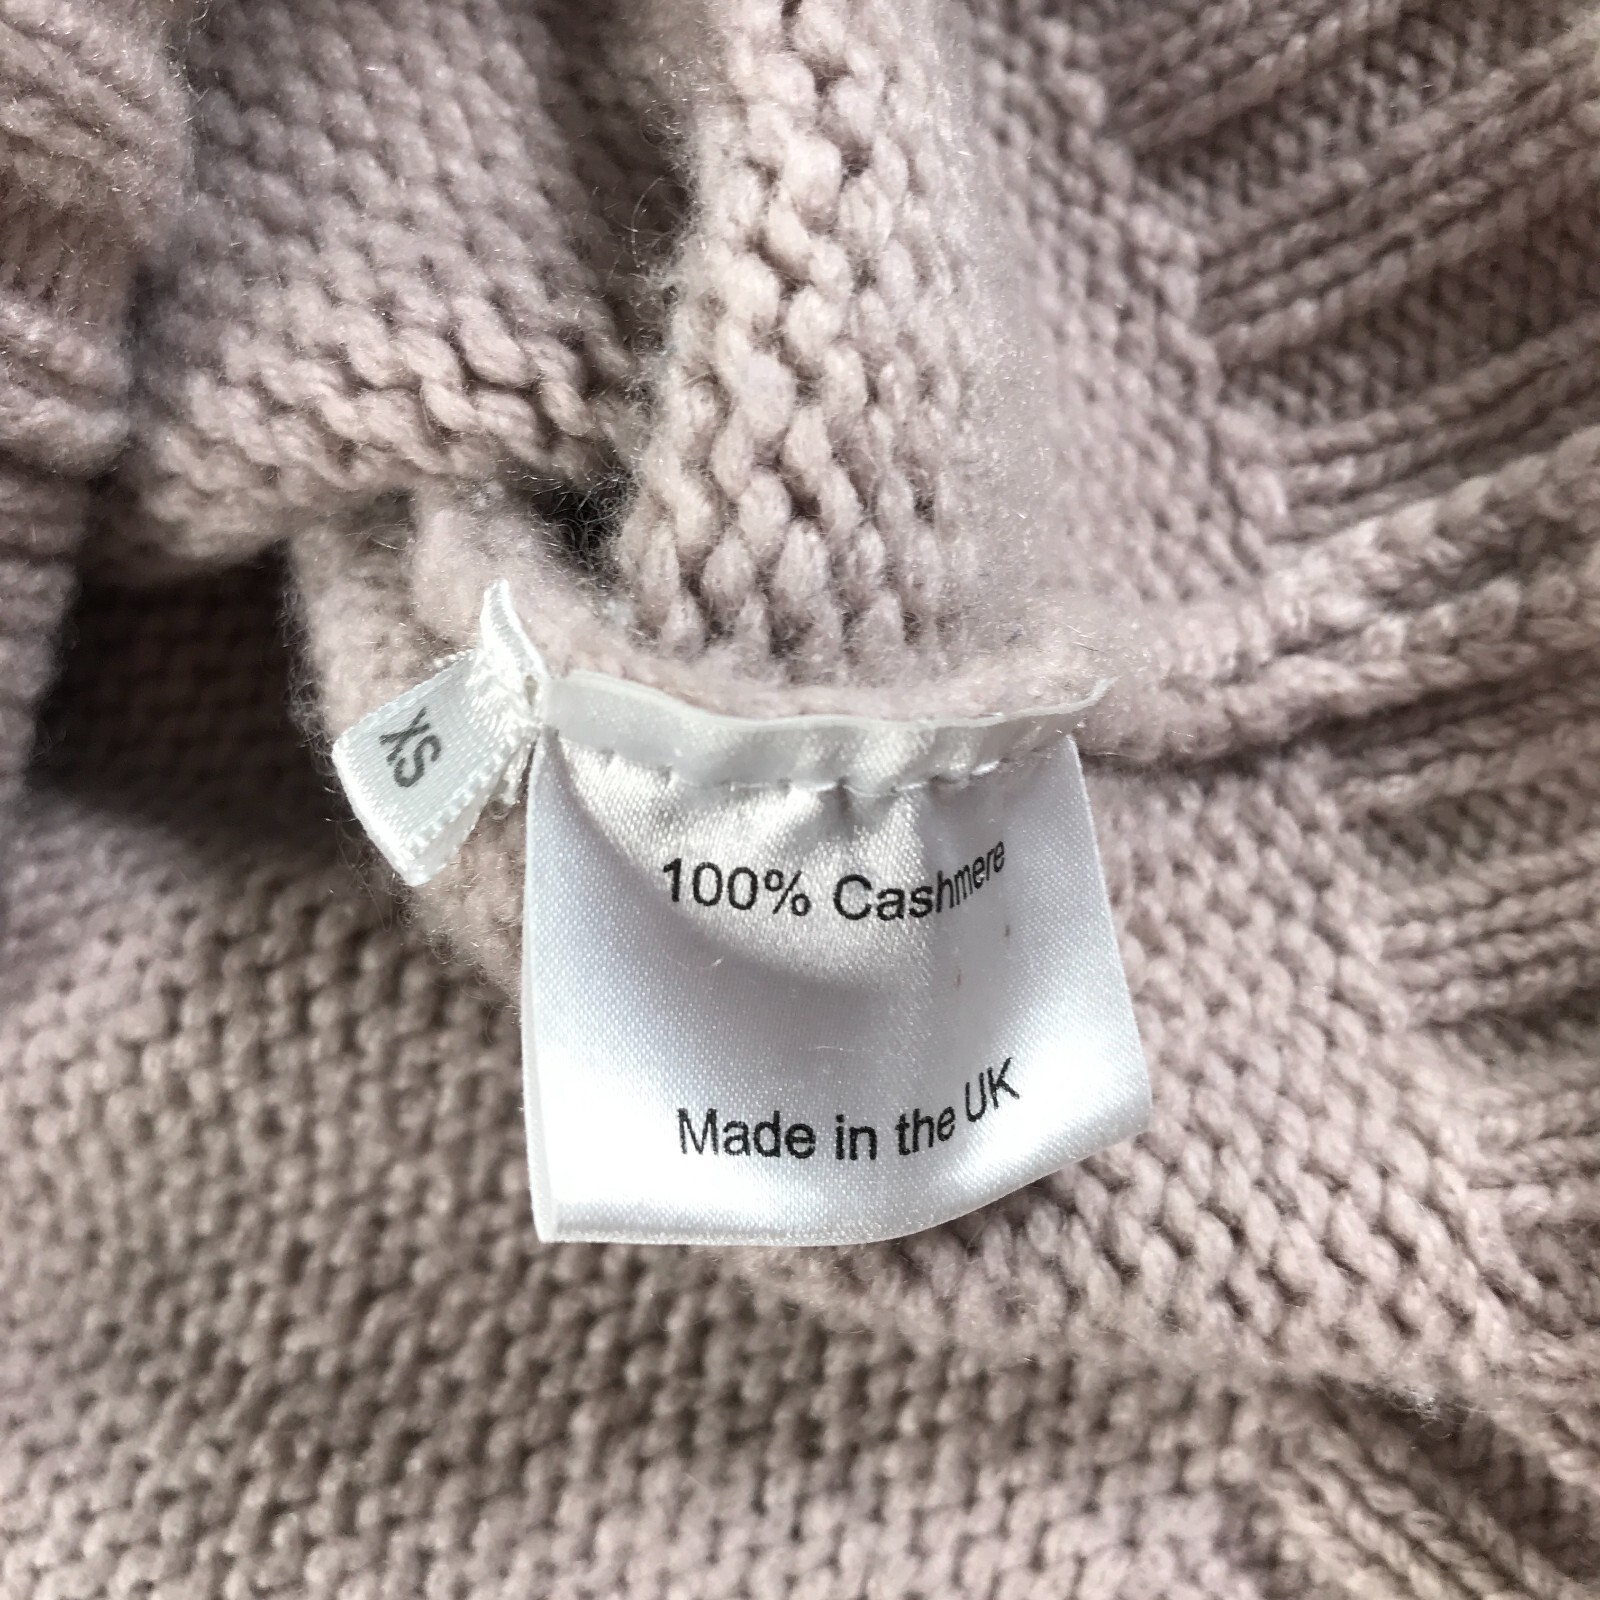 XS
100% Cashmere
Made in the UK